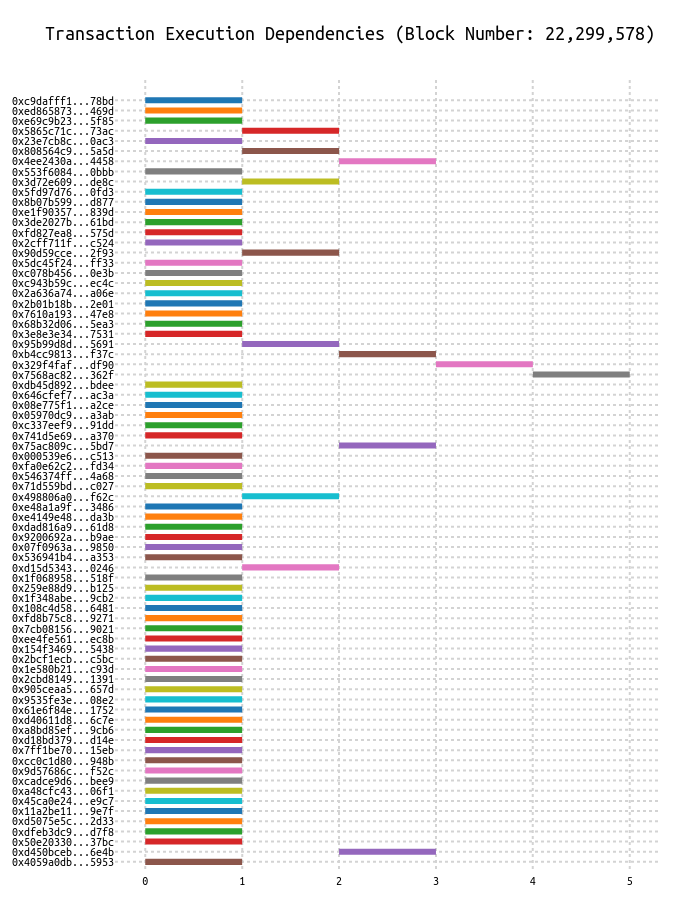 Transaction Execution Dependencies (Block Number: 22,299,578)
0xc9dafff1...78bd
0xed865873...469d
0xe69c9b23...5f85
0x5865c71c...73ac
0x23e7cb8c...0ac3
0x808564c9...5a5d
0x4ee2430a...4458
0x553f6084...0bbb
0x3d72e609...de8c
0x5fd97d76...0fd3
0x8b07b599...d877
0xe1f90357...839d
0x3de2027b...61bd
0xfd827ea8...575d
0x2cff711f...c524
0x90d59cce...2f93
0x5dc45f24...ff33
0xc078b456...0e3b
0xc943b59c...ec4c
0x2a636a74...a06e
0x2b01b18b...2e01
0x7610a193...47e8
0x68b32d06...5ea3
0x3e8e3e34...7531
0x95b99d8d...5691
0xb4cc9813...f37c
0x329f4faf...df90
0x7568ac82...362f
0xdb45d892...bdee
0x646cfef7...ac3a
0x08e775f1...a2ce
0x05970dc9...a3ab
0xc337eef9...91dd
0x741d5e69...a370
0x75ac809c...5bd7
0x000539e6...c513
0xfa0e62c2...fd34
0x546374ff...4a68
0x71d559bd...c027
0x498806a0...f62c
0xe48a1a9f...3486
0xe4149e48...da3b
0xdad816a9...61d8
0x9200692a...b9ae
0x07f0963a...9850
0x536941b4...a353
0xd15d5343...0246
0x1f068958...518f
0x259e88d9...b125
0x1f348abe...9cb2
0x108c4d58...6481
0xfd8b75c8...9271
0x7cb08156...9021
0xee4fe561...ec8b
0x154f3469...5438
0x2bcf1ecb...c5bc
0x1e580b21...c93d
0x2cbd8149...1391
0x905ceaa5...657d
0x9535fe3e...08e2
0x61e6f84e...1752
0xd40611d8...6c7e
0xa8bd85ef...9cb6
0xd18bd379...d14e
0x7ff1be70...15eb
0xcc0c1d80...948b
0x9d57686c...f52c
0xcadce9d6...bee9
0xa48cfc43...06f1
0x45ca0e24...e9c7
0x11a2be11...9e7f
0xd5075e5c...2d33
0xdfeb3dc9...d7f8
0x50e20330...37bc
0xd450bceb...6e4b
0x4059a0db...5953
0 1 2 3 4 5